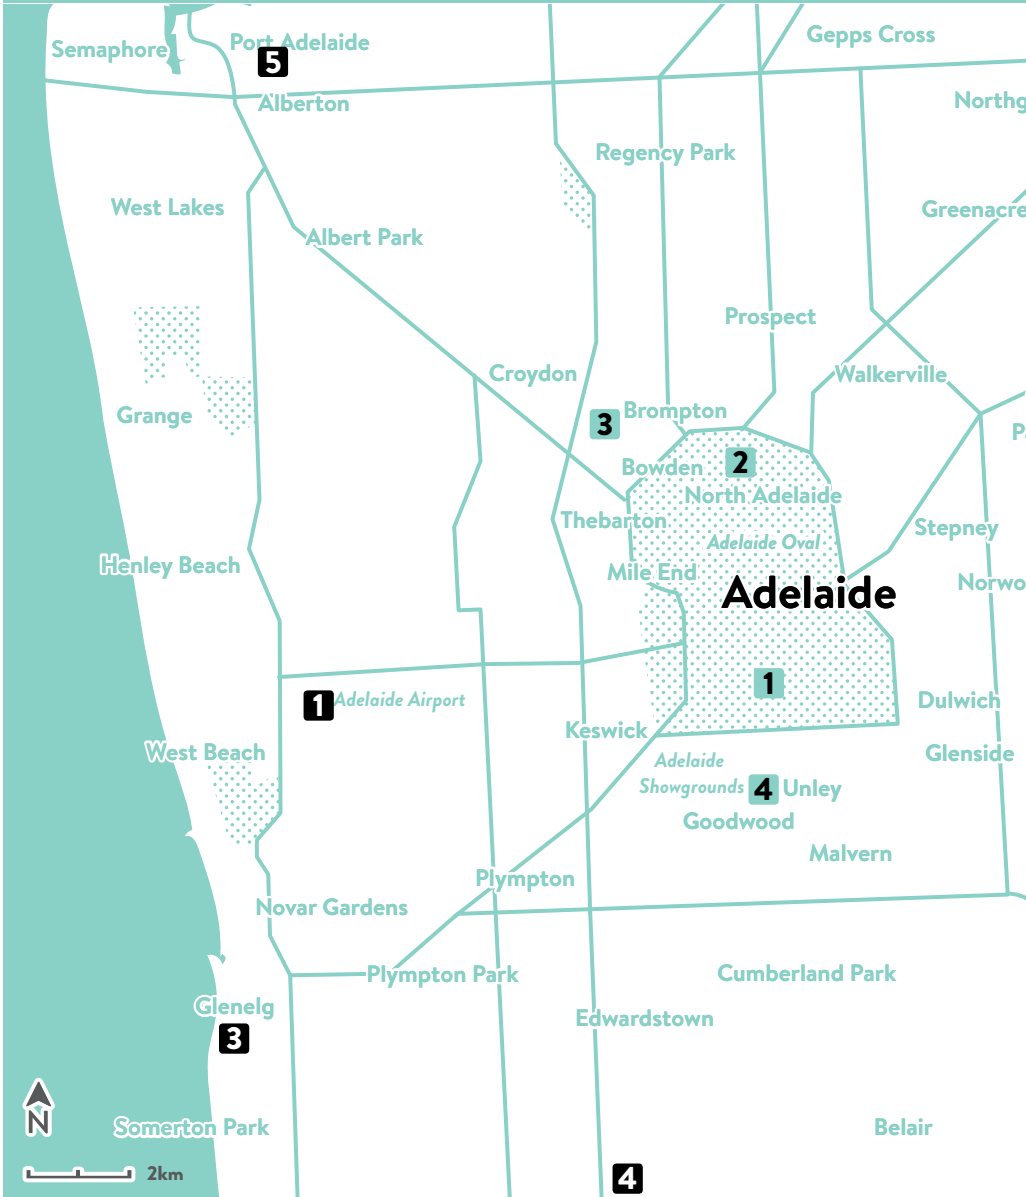 Gepps Cross
Semaphore
Port Adelaide
5
Alberton
Northg
Regency Park
West Lakes
Greenacre
Albert Park
Prospect
Croydon
Walkerville
Grange
Brompton
3
P
Bowden
2
North Adelaide
Thebarton
Stepney
Adelaide Oval
Henley Beach
Mile End
Norwo
Adelaide
1
1
Adelaide Airport
Dulwich
Keswick
West Beach
Glenside
Adelaide
Showgrounds
4
Unley
Goodwood
Malvern
Plympton
Novar Gardens
Plympton Park
Cumberland Park
Glenelg
Edwardstown
3
N
Somerton Park
Belair
2km
4